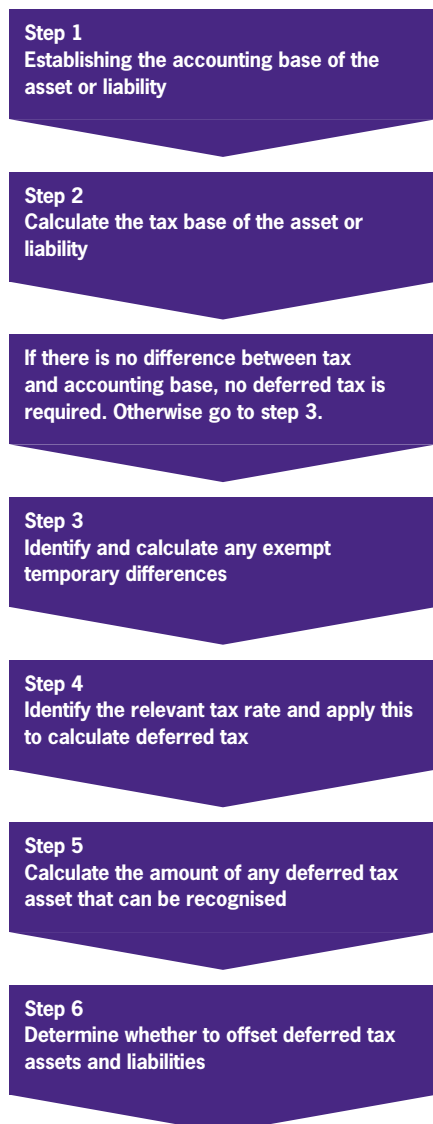 Step 1
Establishing the accounting base of the
asset or liability
Step 2
Calculate the tax base of the asset or
liability
If there is no difference between tax
and accounting base, no deferred tax is
required. Otherwise go to step 3.
Step 3
Identify and calculate any exempt
temporary differences
Step 4
Identify the relevant tax rate and apply this
to calculate deferred tax
Step 5
Calculate the amount of any deferred tax
asset that can be recognised
Step 6
Determine whether to offset deferred tax
assets and liabilities